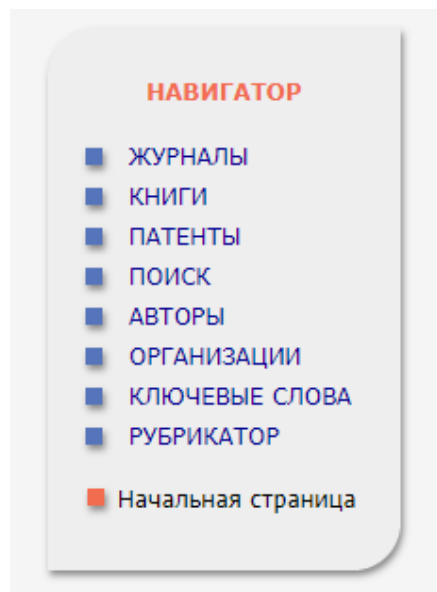 НАВИГАТОР
ЖУРНАЛЫ
КНИГИ
ПАТЕНТЫ
ПОИСК
АВТОРЫ
ОРГАНИЗАЦИИ
КЛЮЧЕВЫЕ СЛОВА
РУБРИКАТОР
Начальная страница